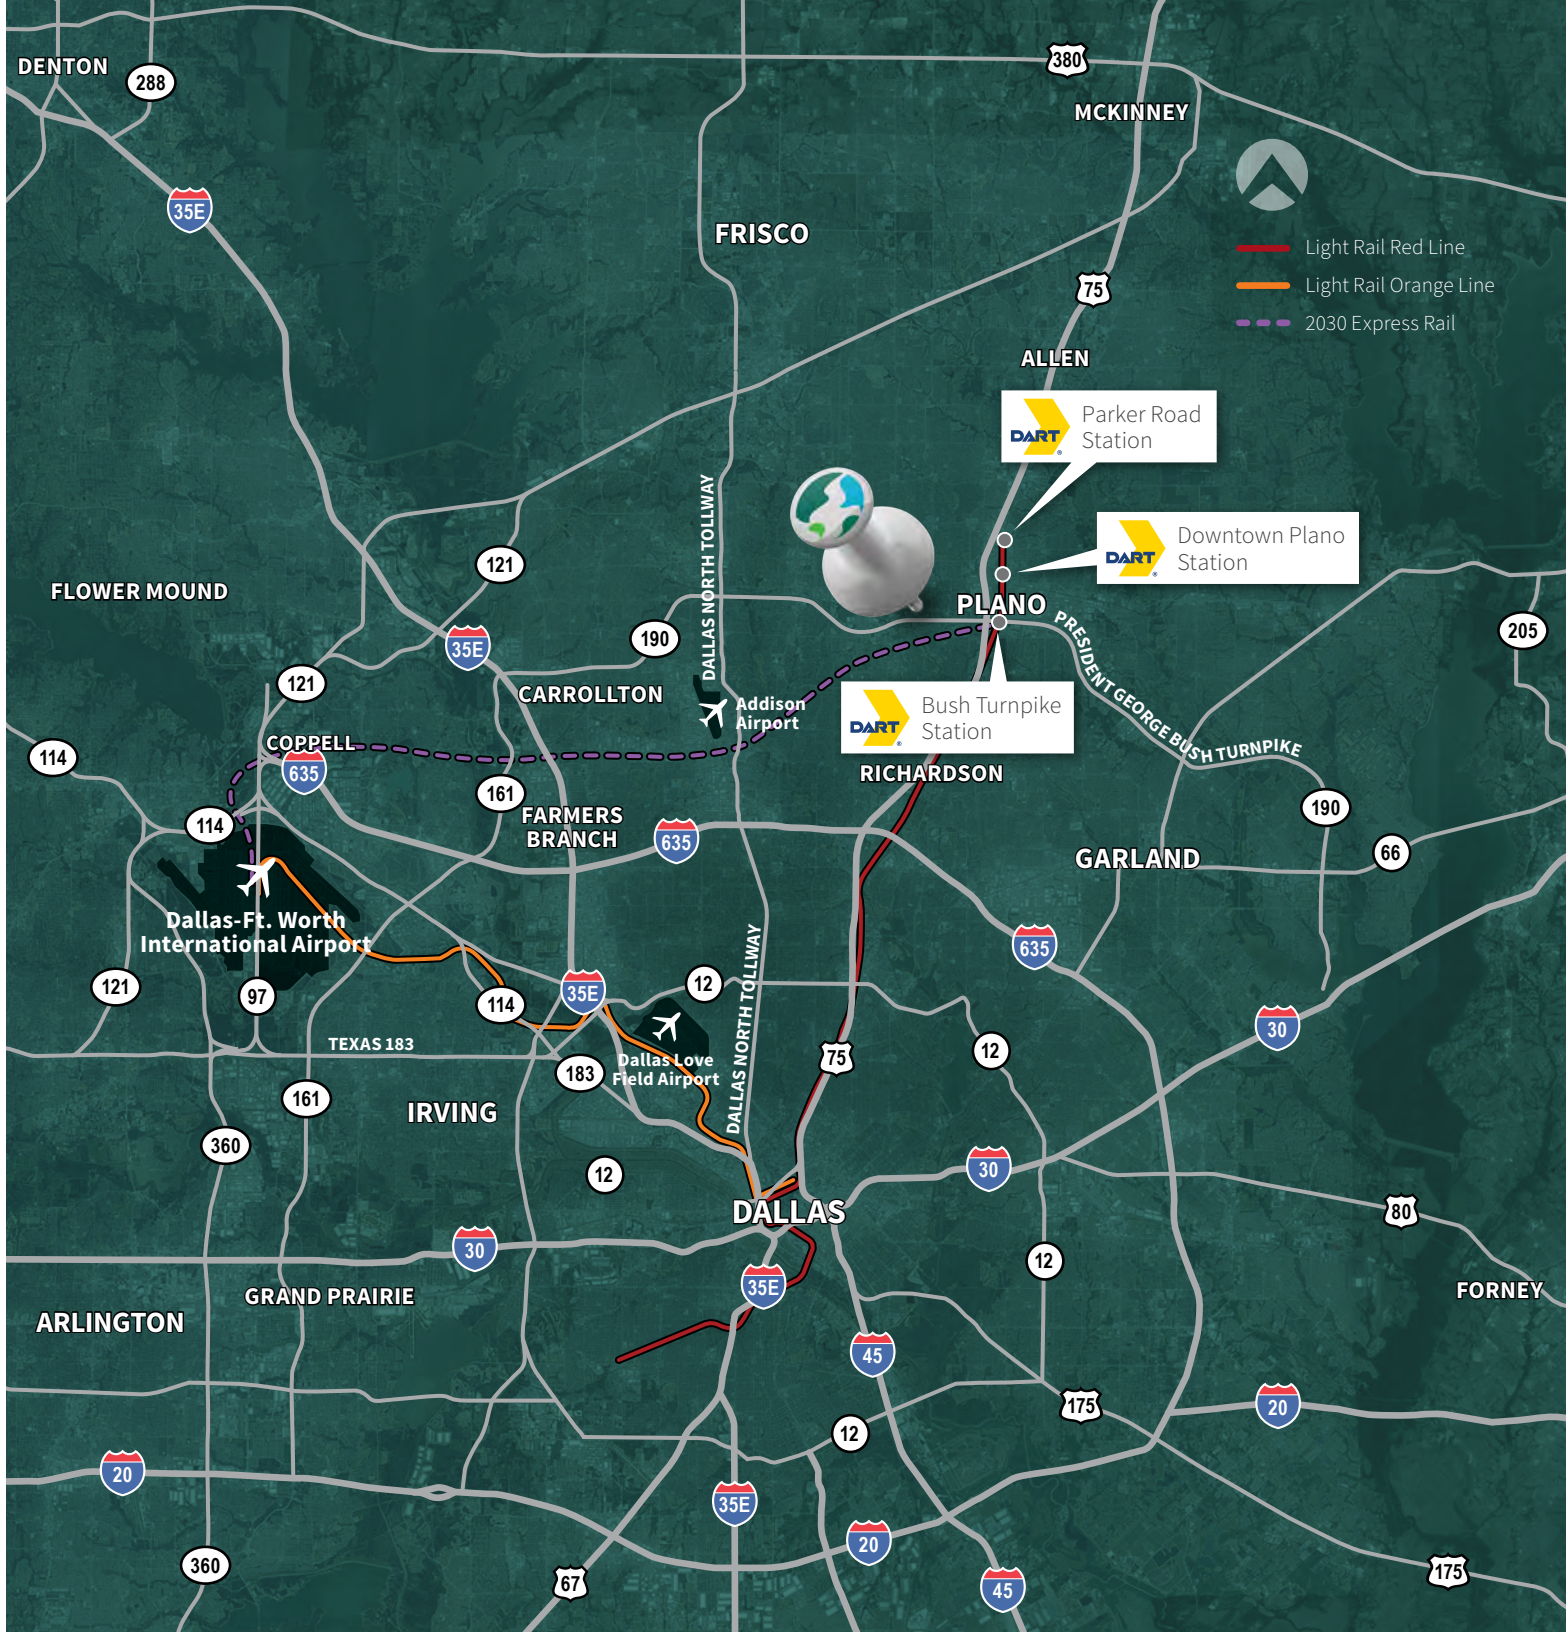 DENTON
288
380
MCKINNEY
35E
FRISCO
Light Rail Red Line
Light Rail Orange Line
2030 Express Rail
75
ALLEN
DART
Parker Road
Station
DART
Downtown Plano
Station
121
FLOWER MOUND
DALLAS NORTH TOLLWAY
PLANO
PRESIDENT GEORGE BUSH TURNPIKE
205
190
35E
121
CARROLLTON
Addison
Airport
DART
Bush Turnpike
Station
COPPELL
114
635
RICHARDSON
161
FARMERS
BRANCH
190
114
635
66
GARLAND
Dallas-Ft. Worth
International Airport
635
121
97
114
35E
12
DALLAS NORTH TOLLWAY
30
TEXAS 183
183
Dallas Love
Field Airport
75
12
161
IRVING
360
12
30
DALLAS
80
30
12
35E
GRAND PRAIRIE
FORNEY
ARLINGTON
45
175
20
12
20
35E
20
360
67
45
175